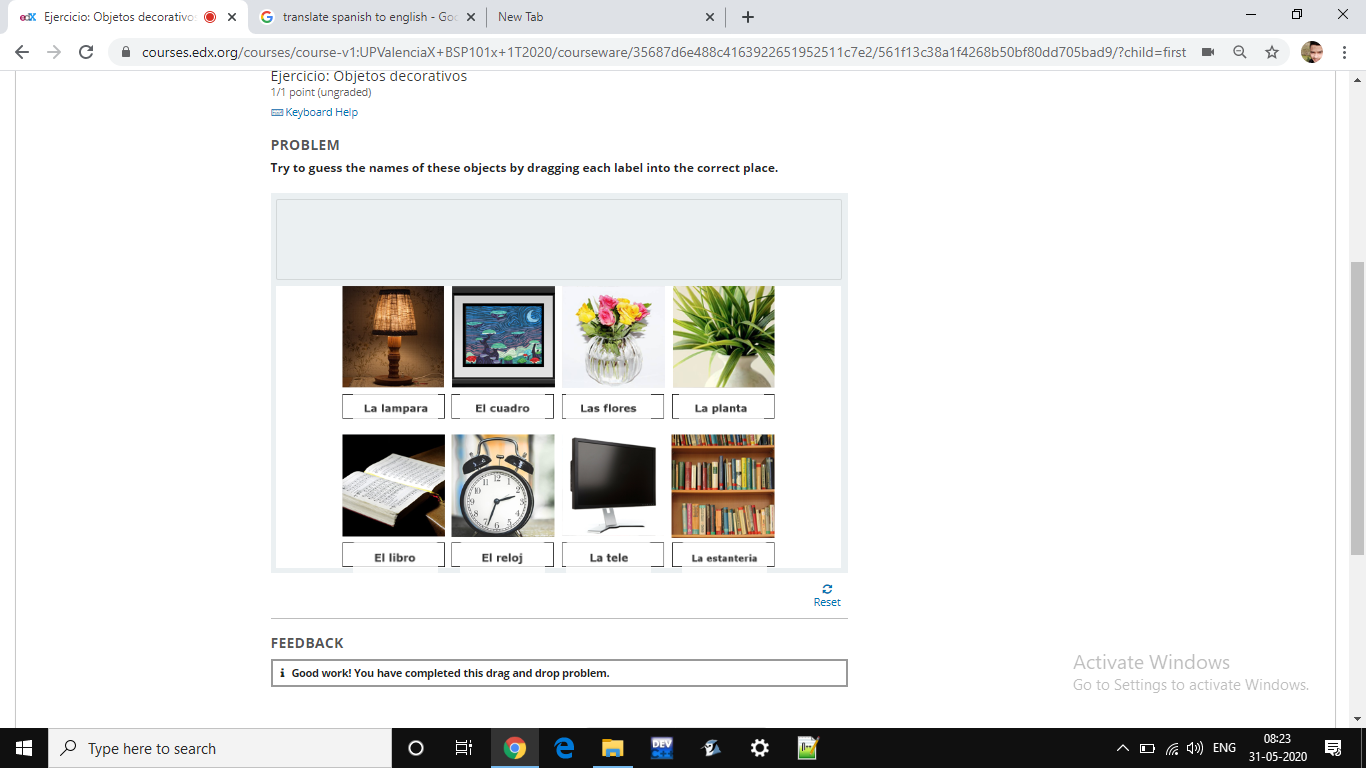 edX Ejercicio: Objetos decorativo
translate spanish to english - Goo
New Tab
courses.edx.org/courses/course-v1:UPValenciaX+BSP101x+1T2020/courseware/35687d6e488c4163922651952511c7e2/561f13c38a1f4268b50bf80dd705bad9/?child=first
Ejercicio: Objetos decorativos
1/1 point (ungraded)
Keyboard Help
PROBLEM
Try to guess the names of these objects by dragging each label into the correct place.
La lampara
El cuadro
Las flores
La planta
El libro
El reloj
La tele
La estanteria
Reset
FEEDBACK
Good work! You have completed this drag and drop problem.
Activate Windows
Go to Settings to activate Windows.
Type here to search
DEV
ENG
08:23
31-05-2020